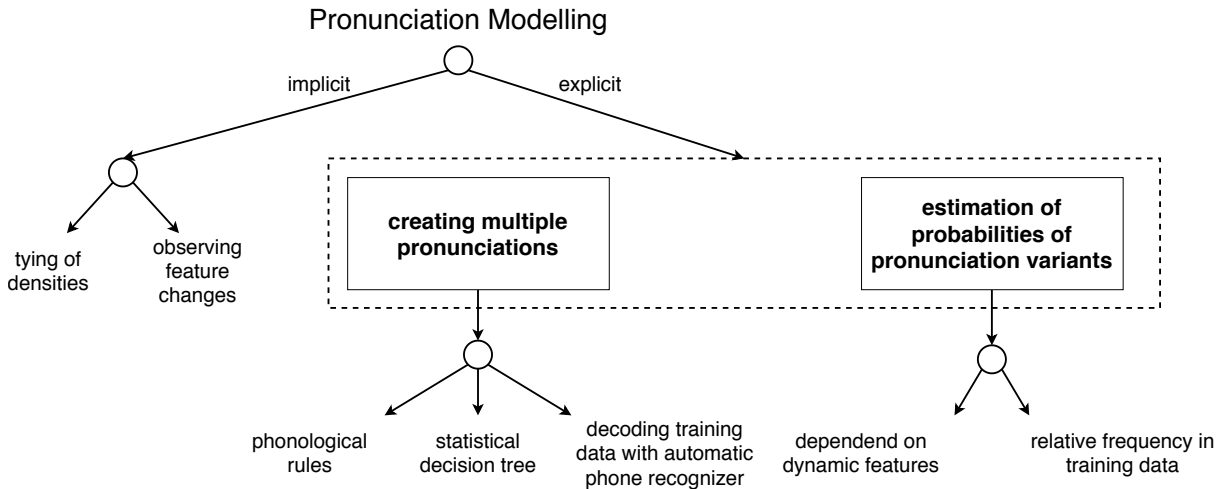 Pronunciation Modelling
implicit
explicit
creating multiple
pronunciations
estimation of
probabilities of
pronunciation variants
tying of
densities
observing
feature
changes
phonological
rules
statistical
decision tree
decoding training
data with automatic
phone recognizer
dependend on
dynamic features
relative frequency in
training data